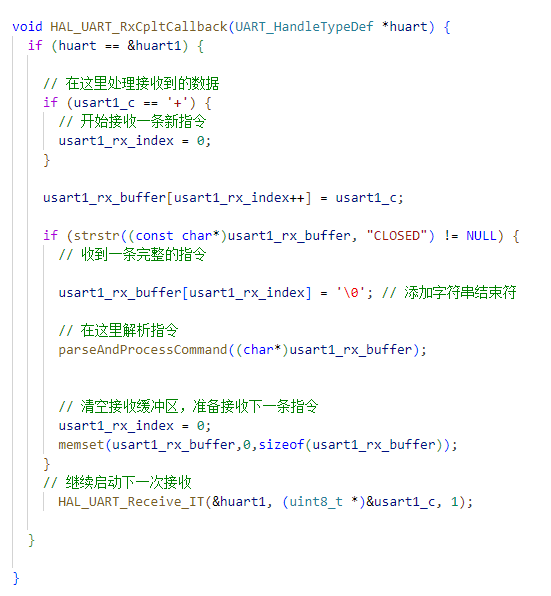 void HAL_UART_RxCpltCallback(UART_HandleTypeDef *huart) {
  if (huart == &huart1) {
    // 在这里处理接收到的数据
    if (usart1_c == '+') {
      // 开始接收一条新指令
      usart1_rx_index = 0;
    }
    usart1_rx_buffer[usart1_rx_index++] = usart1_c;
    if (strstr((const char*)usart1_rx_buffer, "CLOSED") != NULL) {
      // 收到一条完整的指令
      usart1_rx_buffer[usart1_rx_index] = '\0'; // 添加字符串结束符
      // 在这里解析指令
      parseAndProcessCommand((char*)usart1_rx_buffer);
      // 清空接收缓冲区，准备接收下一条指令
      usart1_rx_index = 0;
      memset(usart1_rx_buffer,0,sizeof(usart1_rx_buffer));
    }
    // 继续启动下一次接收
      HAL_UART_Receive_IT(&huart1, (uint8_t *)&usart1_c, 1);
  }
}